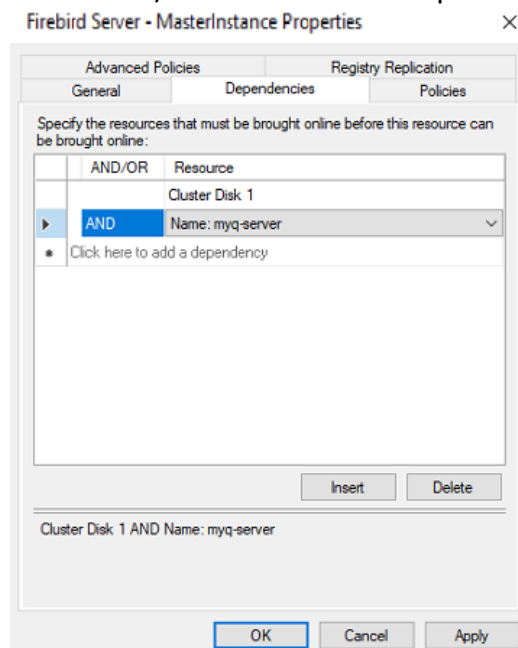 Firebird Server - MasterInstance Properties
Advanced Policies Registry Replication
General Dependencies Policies
Specify the resources that must be brought online before this resource can
be brought online:
AND/OR Resource
Cluster Disk 1
AND Name: myq-server
Click here to add a dependency
Insert Delete
Cluster Disk 1 AND Name: myq-server
OK Cancel Apply